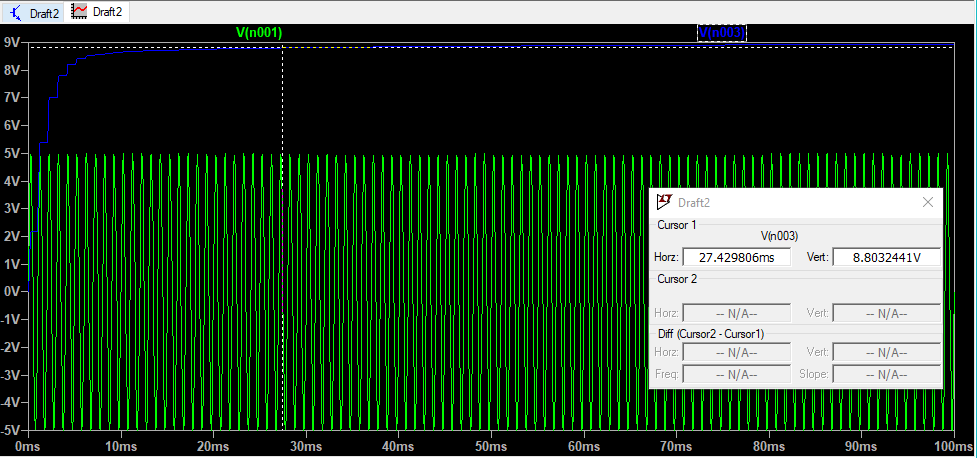 Draft2 Draft2
V(n001) V(n003)
9V
8V
7V
6V
5V
4V
3V
2V
1V
0V
-1V
-2V
-3V
-4V
-5V
0ms 10ms 20ms 30ms 40ms 50ms 60ms 70ms 80ms 90ms 100ms
Draft2
Cursor 1
V(n003)
Horz: 27.429806ms Vert: 8.8032441V
Cursor 2
Horz: -- N/A-- Vert: -- N/A--
Diff (Cursor2 - Cursor1)
Horz: -- N/A-- Vert: -- N/A--
Freq: -- N/A-- Slope: -- N/A--